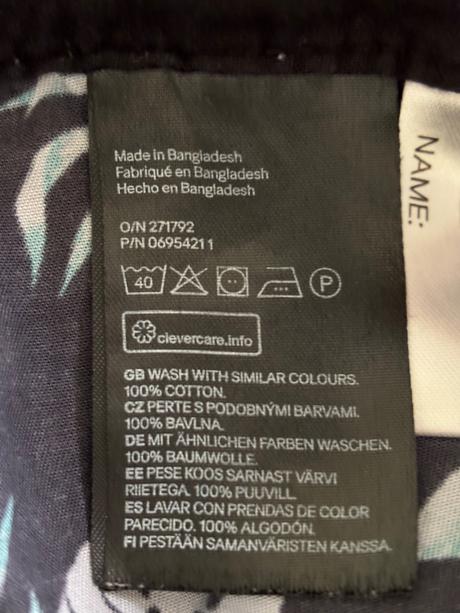 Made in Bangladesh
Fabriqué en Bangladesh
Hecho en Bangladesh
O/N 271792
P/N 06954211
40 P
clevercare.info
GB WASH WITH SIMILAR COLOURS.
100% COTTON.
CZ PERTE S PODOBNÝMI BARVAMI.
100% BAVLNA.
DE MIT ÄHNLICHEN FARBEN WASCHEN.
100% BAUMWOLLE.
EE PESE KOOS SARNAST VÄRVI
RIIETEGA. 100% PUUVILL.
ES LAVAR CON PRENDAS DE COLOR
PARECIDO. 100% ALGODÓN.
FI PESTÄÄN SAMANVÄRISTEN KANSSA.
NAME: